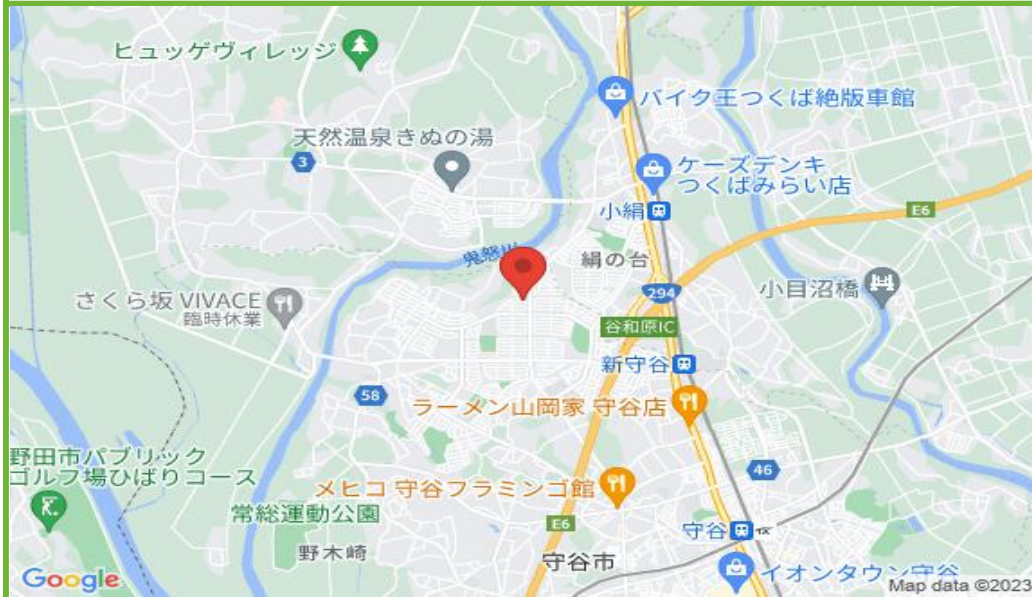 ヒュッゲヴィレッジ
バイク王つくば絶版車館
天然温泉きぬの湯
3
ケーズデンキ
つくばみらい店
小絹
E6
鬼怒川
絹の台
さくら坂 VIVACE
臨時休業
294
小目沼橋
谷和原IC
新守谷
58
ラーメン山岡家 守谷店
野田市パブリック
ゴルフ場ひばりコース
46
メヒコ 守谷フラミンゴ館
常総運動公園
E6
守谷駅
野木崎
守谷市
イオンタウン守谷
Google
Map data ©2023